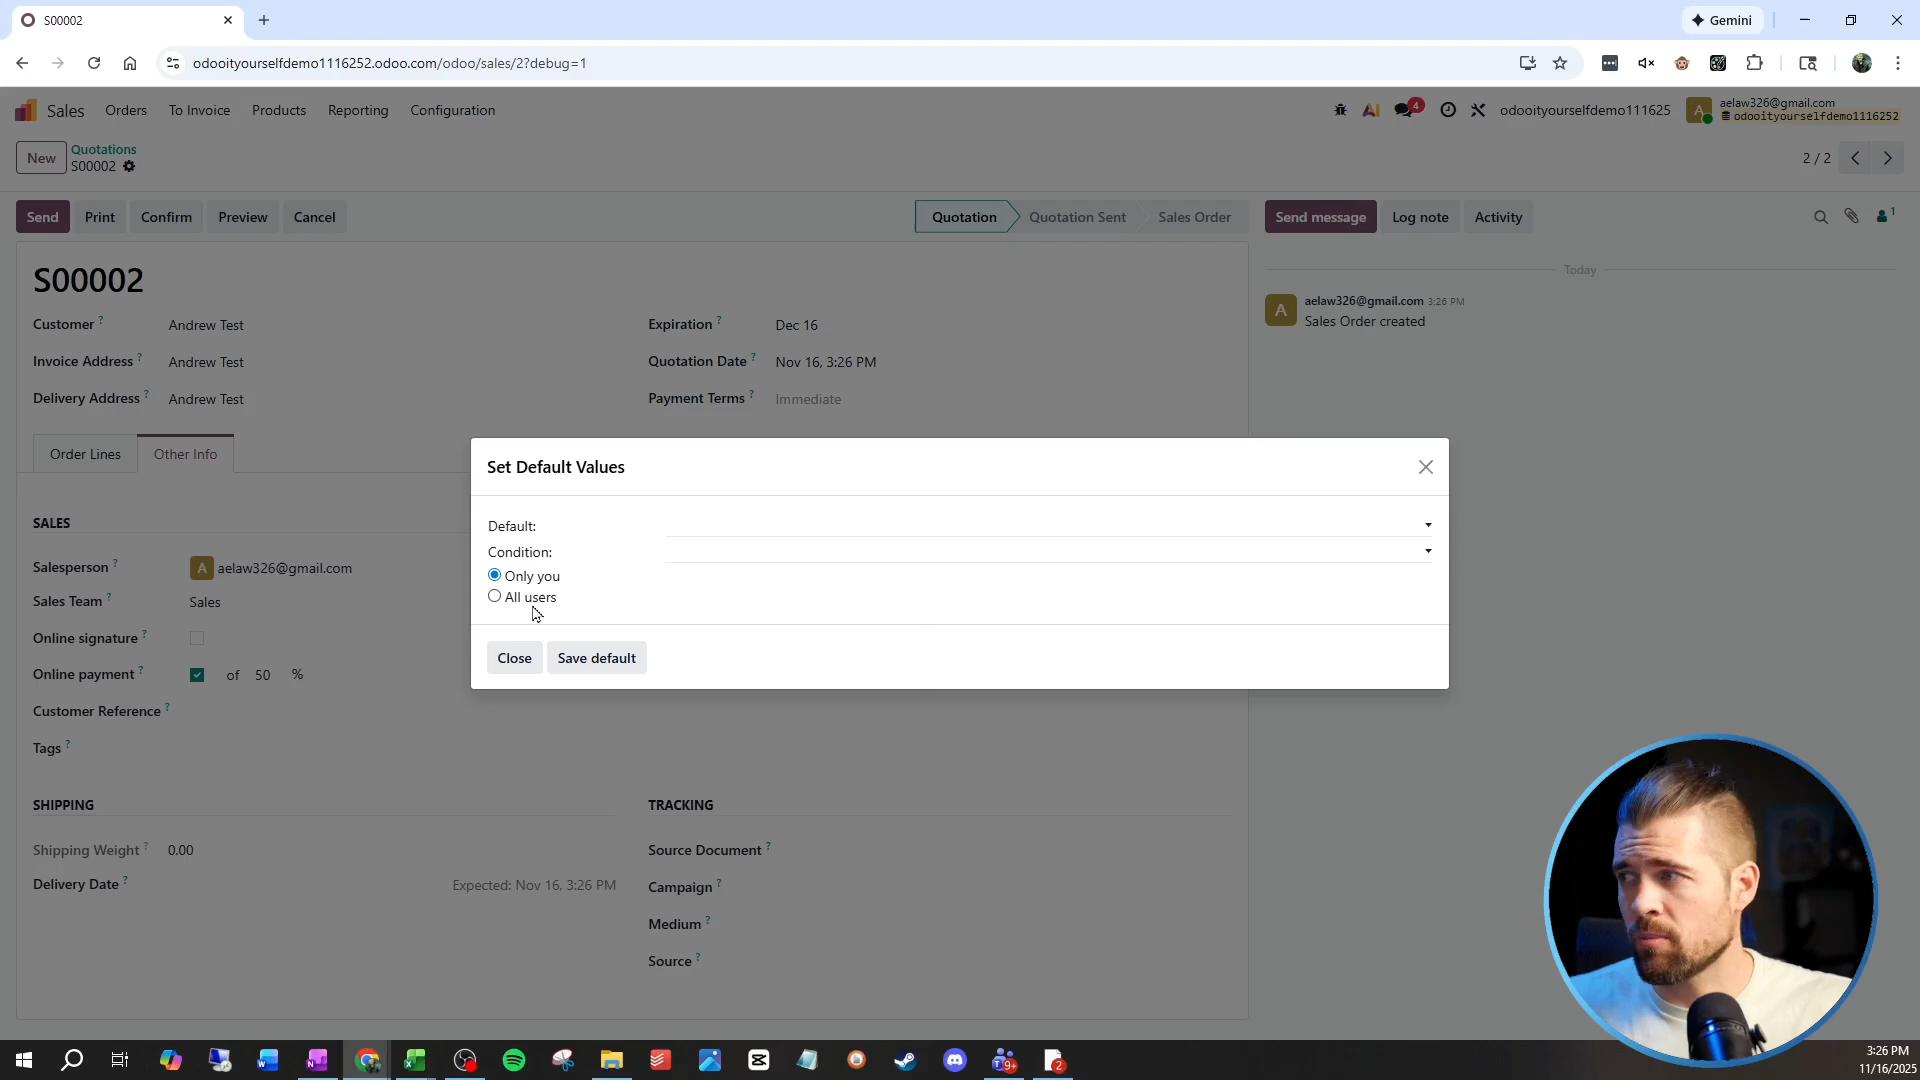 S00002
Gemini
odooityourselfdemo1116252.odoo.com/odoo/sales/2?debug=1
Sales Orders To Invoice Products Reporting Configuration
4
odooityourselfdemo111625
aelaw326@gmail.com
odooityourselfdemo1116252
New
Quotations
S00002
2 / 2
Send Print Confirm Preview Cancel
Quotation Quotation Sent Sales Order
Send message Log note Activity
1
S00002
Today
Customer ? Andrew Test
Expiration ? Dec 16
A
aelaw326@gmail.com 3:26 PM
Sales Order created
Invoice Address ? Andrew Test
Quotation Date ? Nov 16, 3:26 PM
Delivery Address ? Andrew Test
Payment Terms ? Immediate
Order Lines Other Info
Set Default Values
Default:
Condition:
Only you
All users
Close Save default
SALES
Salesperson ? A aelaw326@gmail.com
Sales Team ? Sales
Online signature ?
Online payment ? of 50 %
Customer Reference ?
Tags ?
SHIPPING
Shipping Weight ? 0.00
Delivery Date ? Expected: Nov 16, 3:26 PM
TRACKING
Source Document ?
Campaign ?
Medium ?
Source ?
3:26 PM
11/16/2025